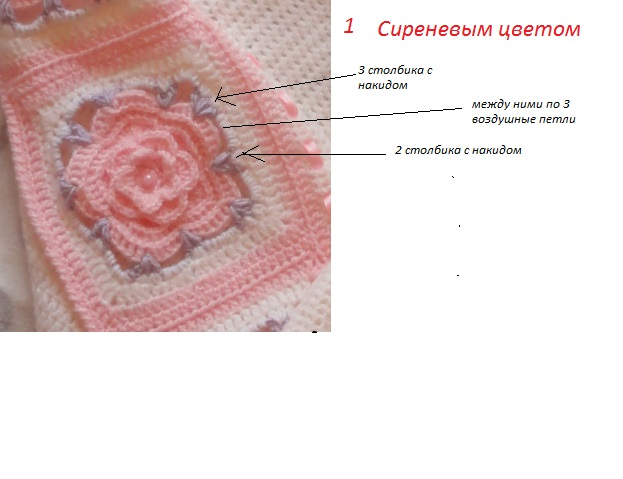 1 Сиреневым цветом
3 столбика с
накидом
между ними по 3
воздушные петли
2 столбика с накидом